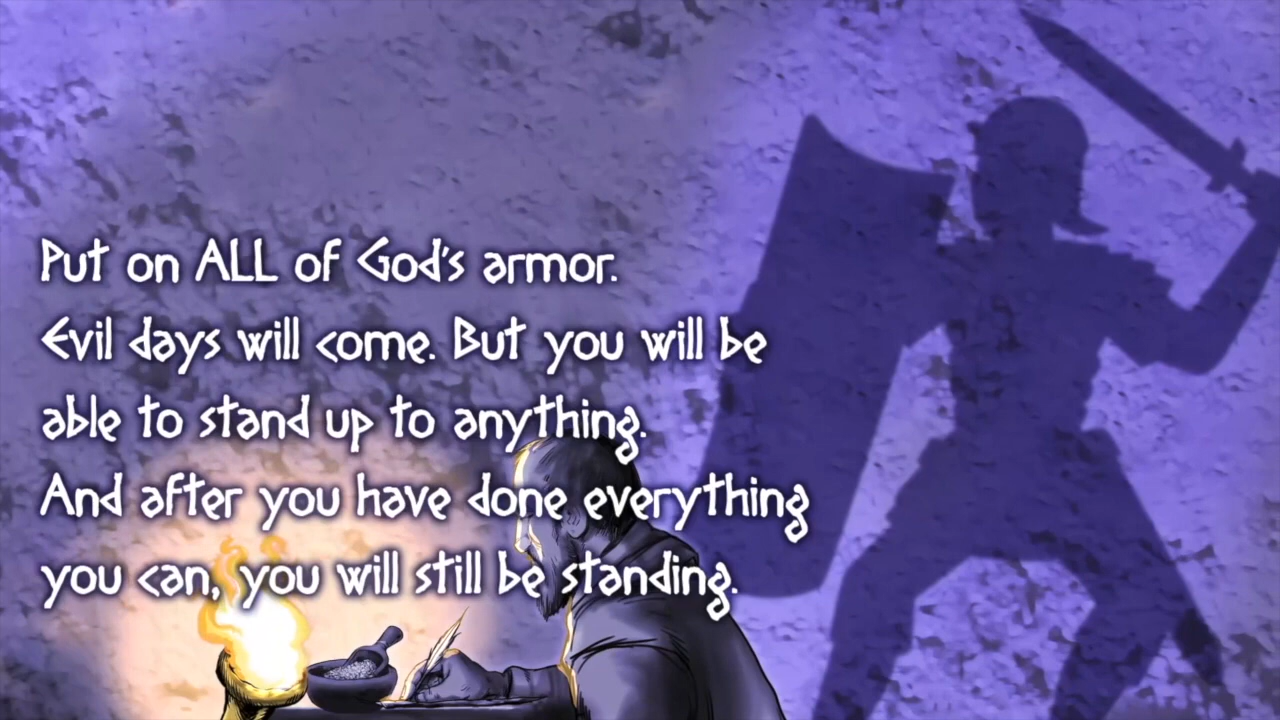 Put on ALL of God's armor.
Evil days will come. But you will be
able to stand up to anything.
And after you have done everything
you can, you will still be standing.